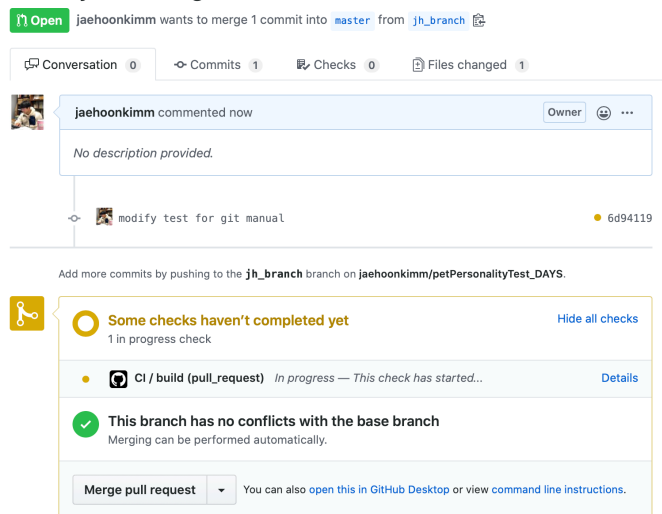 Open jaehoonkimm wants to merge 1 commit into master from jh_branch
Conversation 0 Commits 1 Checks 0 Files changed 1
jaehoonkimm commented now Owner
No description provided.
modify test for git manual 6d94119
Add more commits by pushing to the jh_branch branch on jaehoonkimm/petPersonalityTest_DAYS.
Some checks haven't completed yet Hide all checks
1 in progress check
CI / build (pull_request) In progress — This check has started... Details
This branch has no conflicts with the base branch
Merging can be performed automatically.
Merge pull request You can also open this in GitHub Desktop or view command line instructions.